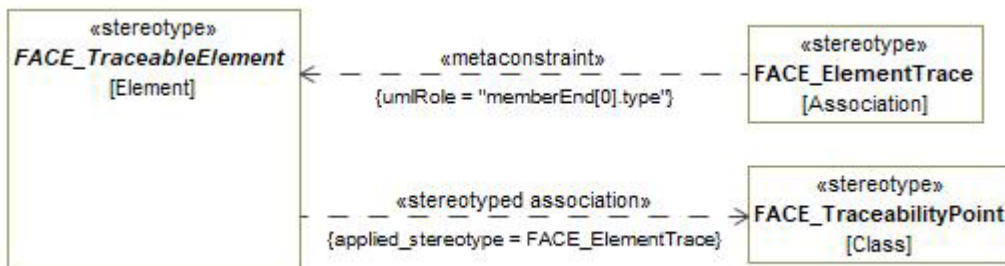 «stereotype»
FACE_TraceableElement
[Element]
«metaconstraint»
{umlRole = "memberEnd[0].type"}
«stereotype»
FACE_ElementTrace
[Association]
«stereotyped association»
{applied_stereotype = FACE_ElementTrace}
«stereotype»
FACE_TraceabilityPoint
[Class]